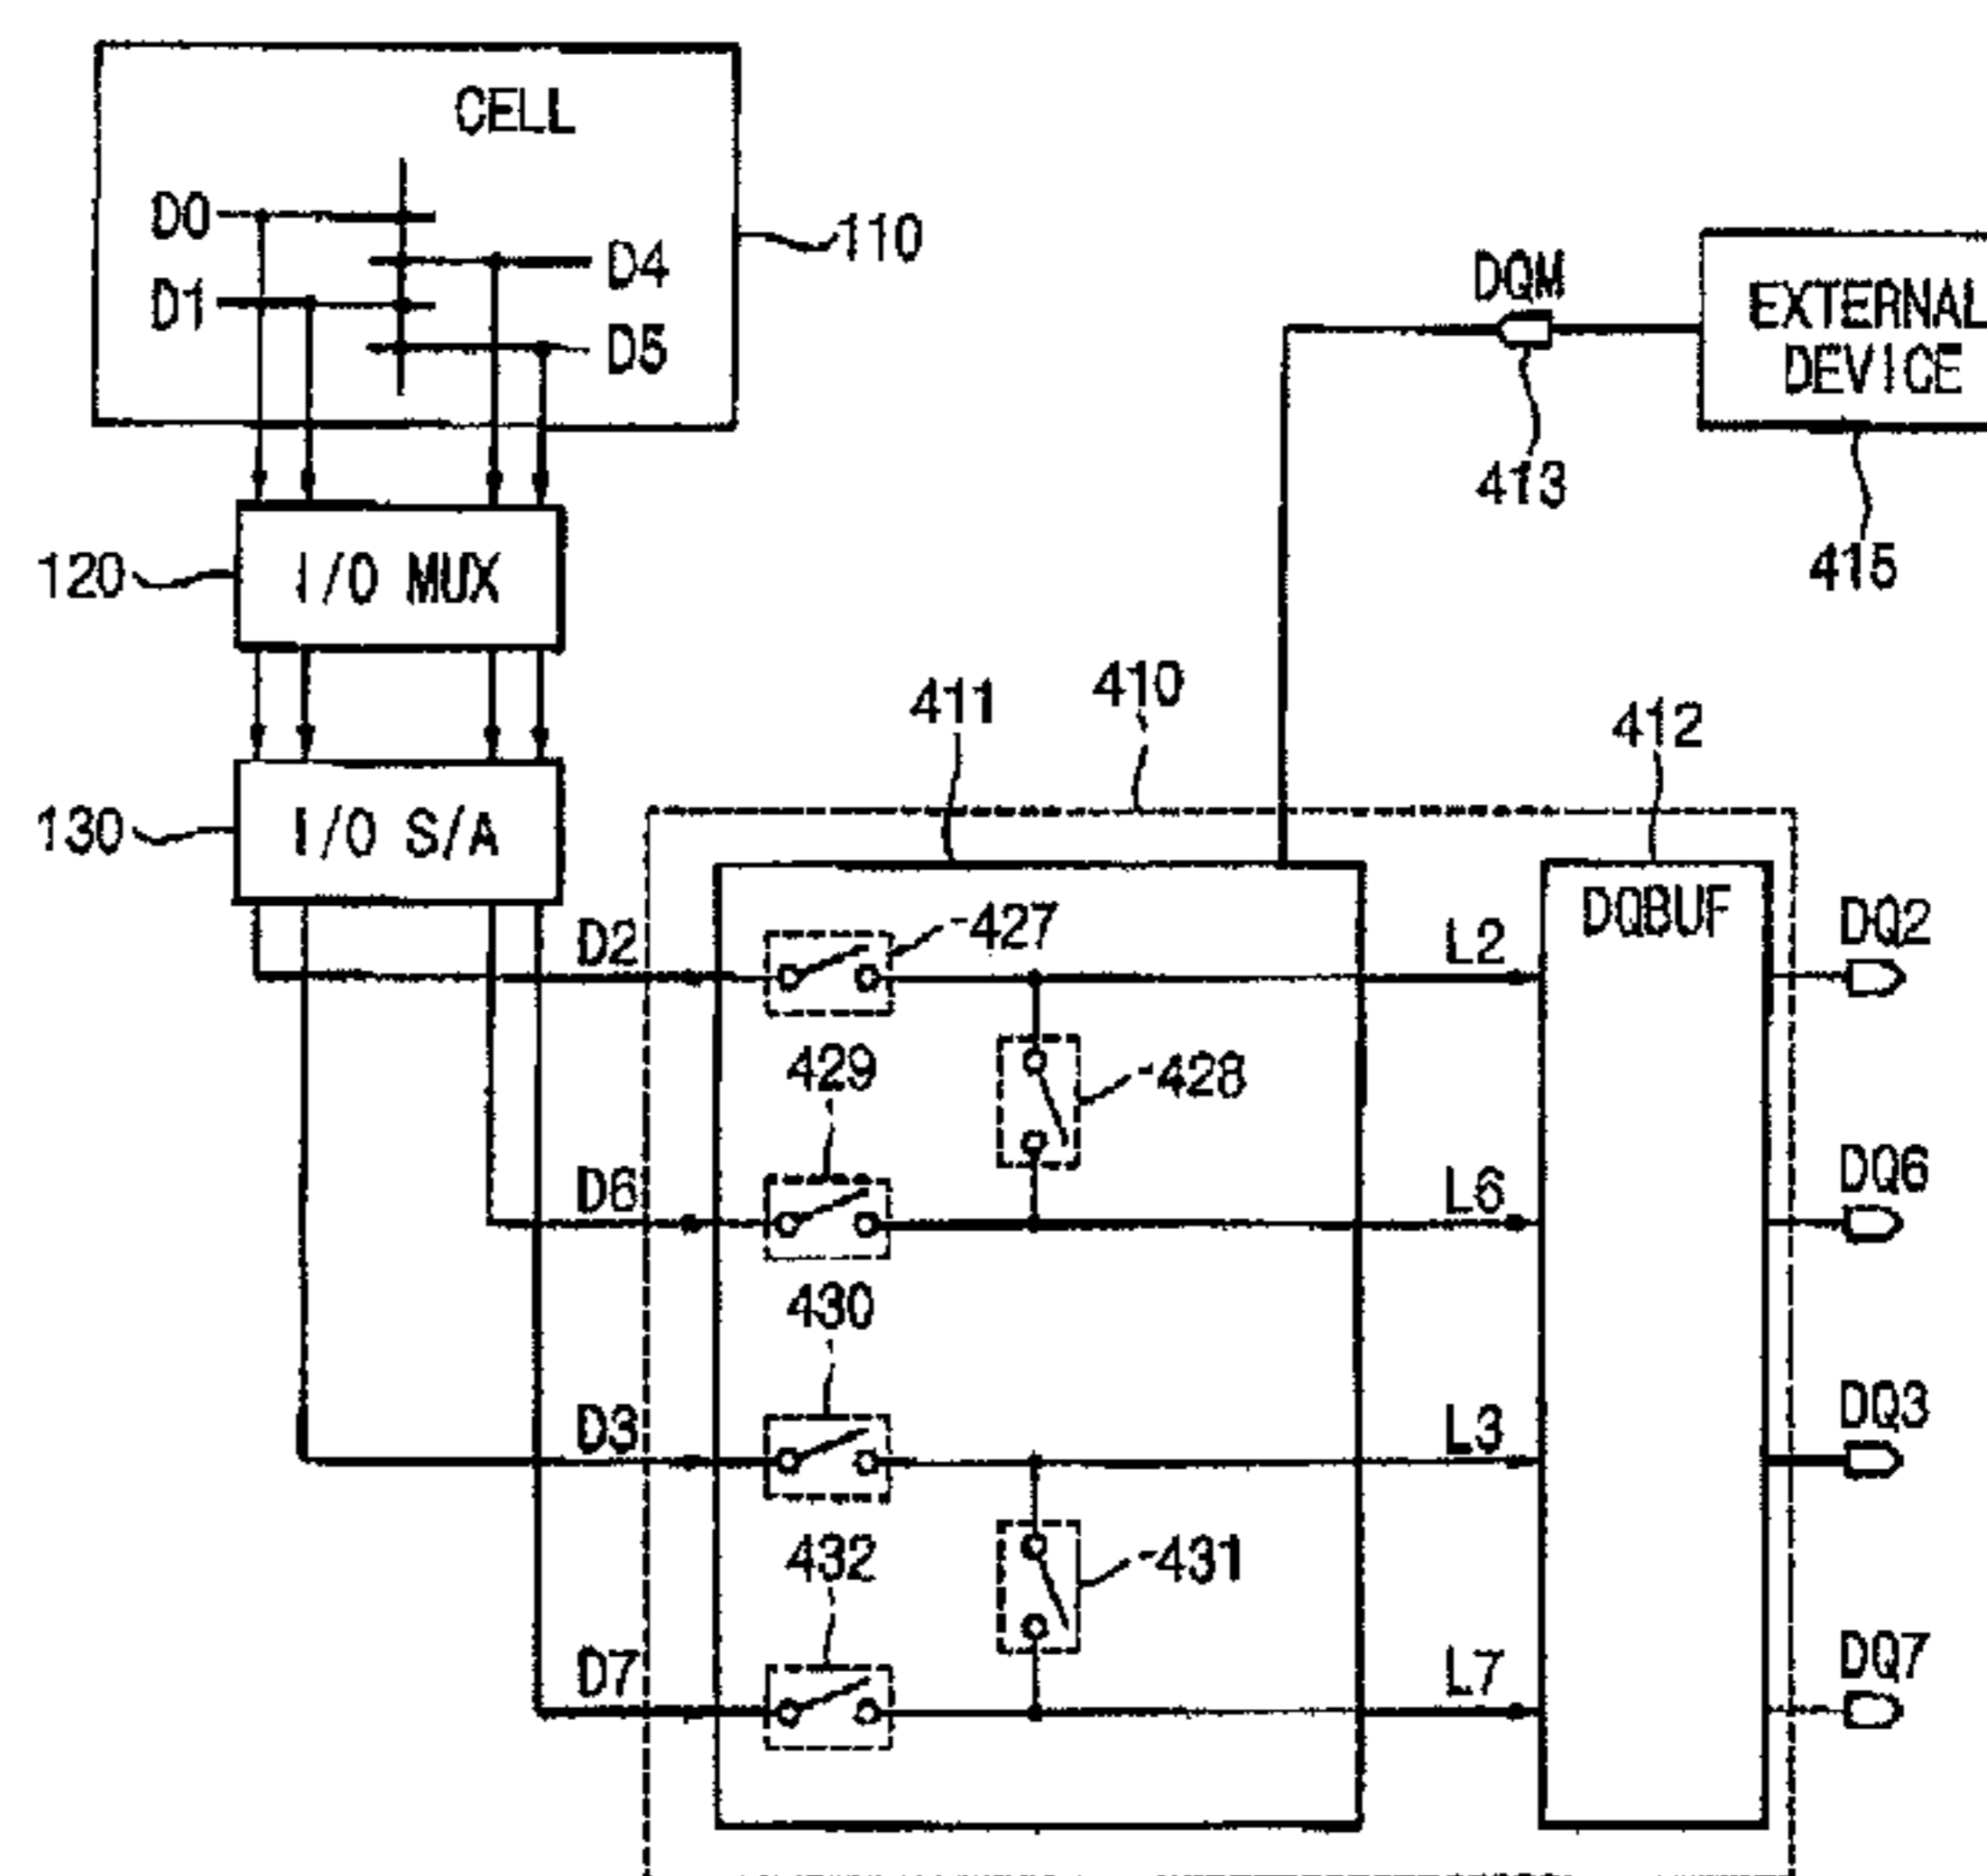 CELL
D0
D4
D1
D5
110
DQM
EXTERNAL
DEVICE
413
415
120
I/O MUX
411
410
412
130
I/O S/A
DQBUF
D2
427
L2
DQ2
429
428
D6
L6
DQ6
430
D3
L3
DQ3
432
431
D7
L7
DQ7